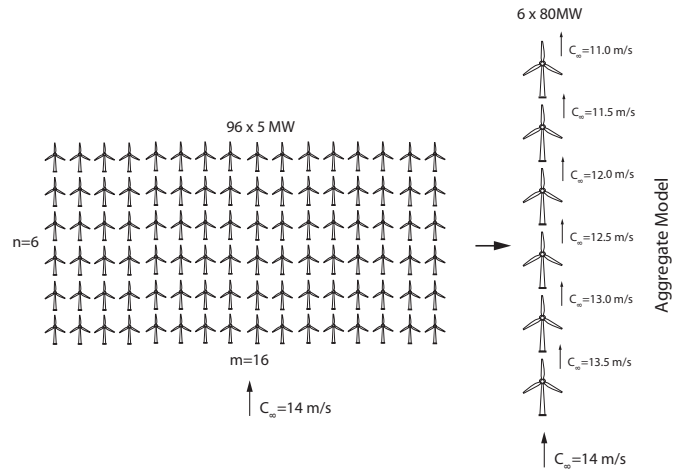 6 x 80MW
C∞=11.0 m/s
C∞=11.5 m/s
96 x 5 MW
C∞=12.0 m/s
n=6
C∞=12.5 m/s
Aggregate Model
C∞=13.0 m/s
m=16
C∞=13.5 m/s
C∞=14 m/s
C∞=14 m/s